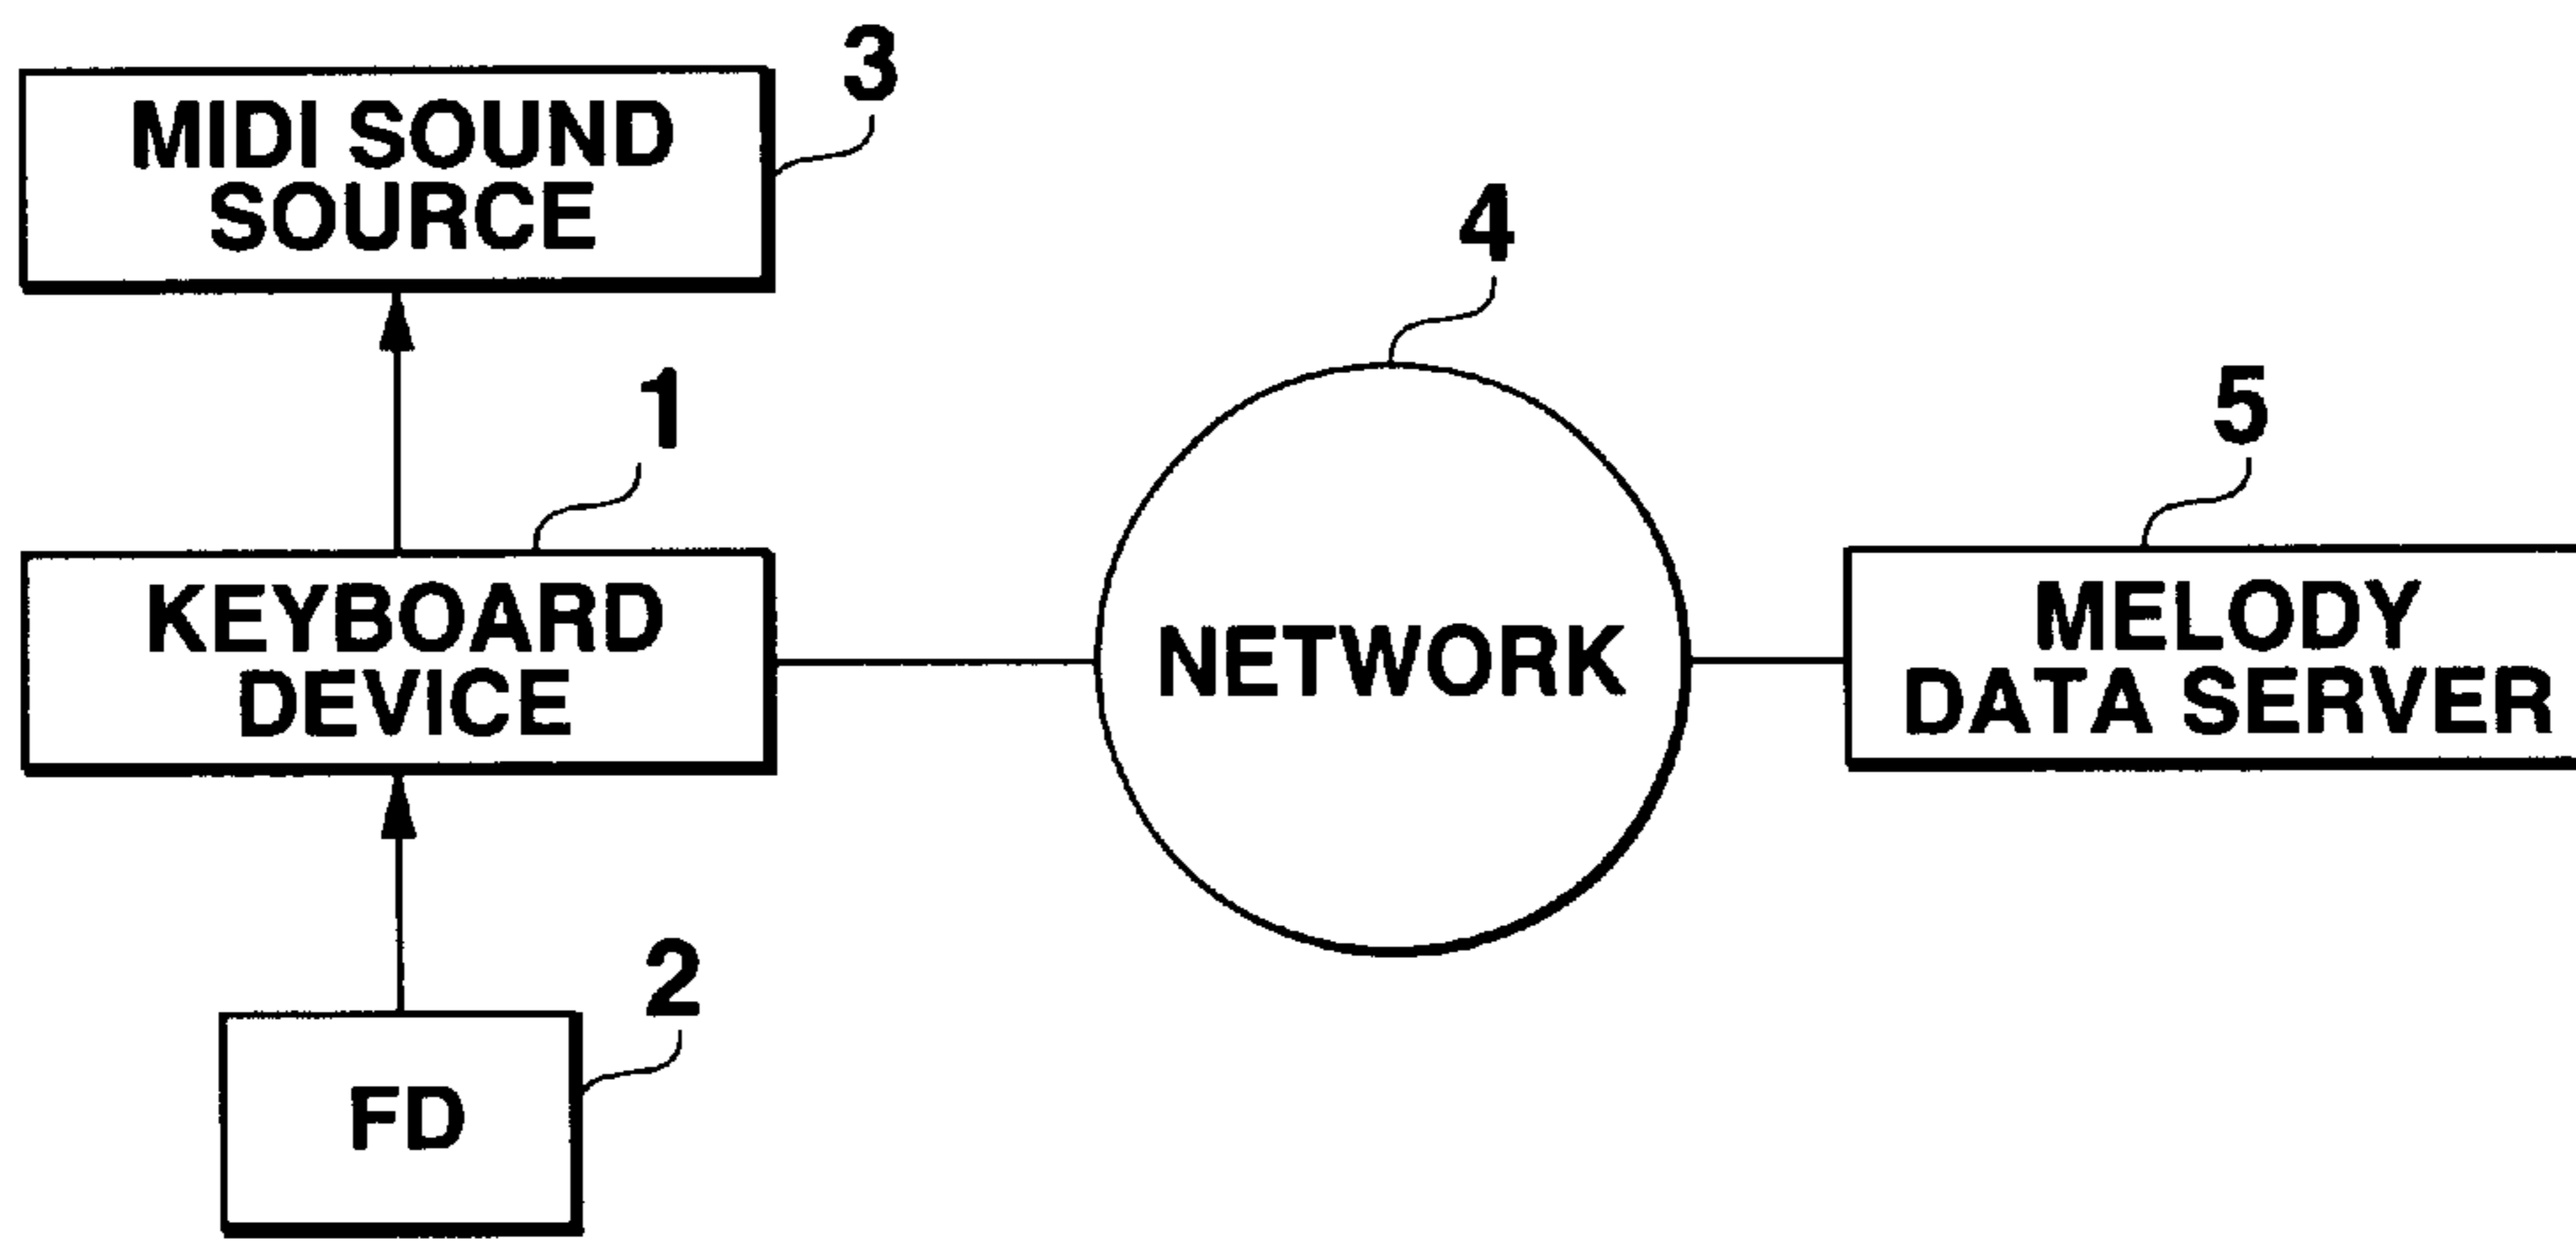 3
MIDI SOUND
SOURCE
4
1
5
KEYBOARD
DEVICE
NETWORK
MELODY
DATA SERVER
2
FD